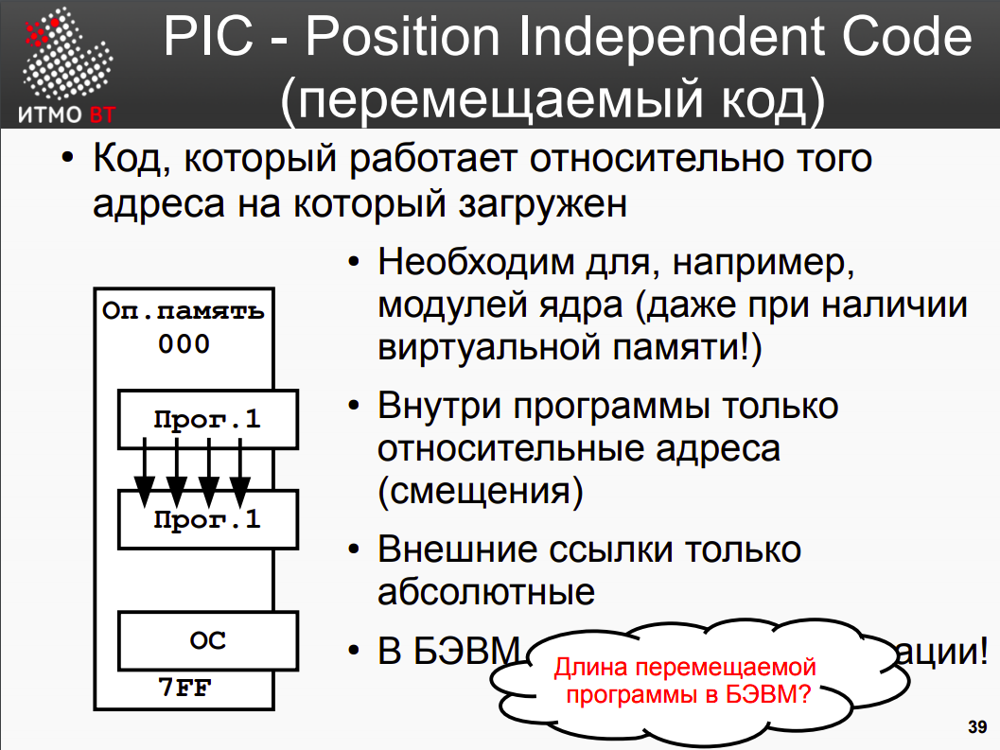 PIC - Position Independent Code
(перемещаемый код)
ИТМО ВТ
• Код, который работает относительно того
адреса на который загружен
• Необходим для, например,
модулей ядра (даже при наличии
виртуальной памяти!)
• Внутри программы только
относительные адреса
(смещения)
• Внешние ссылки только
абсолютные
• В БЭВМ
Оп.память
000
Прог.1
Прог.1
ОС
7FF
Длина перемещаемой
программы в БЭВМ?
39